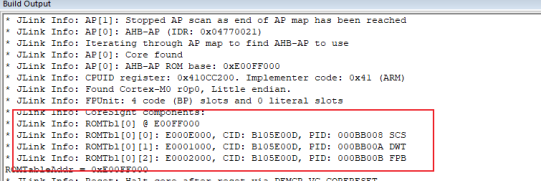 Build Output
* JLink Info: AP[1]: Stopped AP scan as end of AP map has been reached
* JLink Info: AP[0]: AHB-AP (IDR: 0x04770021)
* JLink Info: Iterating through AP map to find AHB-AP to use
* JLink Info: AP[0]: Core found
* JLink Info: AP[0]: AHB-AP ROM base: 0xE00FF000
* JLink Info: CPUID register: 0x410CC200. Implementer code: 0x41 (ARM)
* JLink Info: Found Cortex-M0 r0p0, Little endian.
* JLink Info: FPUnit: 4 code (BP) slots and 0 literal slots
* JLink Info: CoreSight components:
* JLink Info: ROMTbl[0] @ E00FF000
* JLink Info: ROMTbl[0][0]: E000E000, CID: B105E00D, PID: 000BB008 SCS
* JLink Info: ROMTbl[0][1]: E0001000, CID: B105E00D, PID: 000BB00A DWT
* JLink Info: ROMTbl[0][2]: E0002000, CID: B105E00D, PID: 000BB00B FPB
ROMTableAddr = 0xE00FF000
* JLink Info: Reset: Halt core after reset via DEMCR.VC_CORERESET.